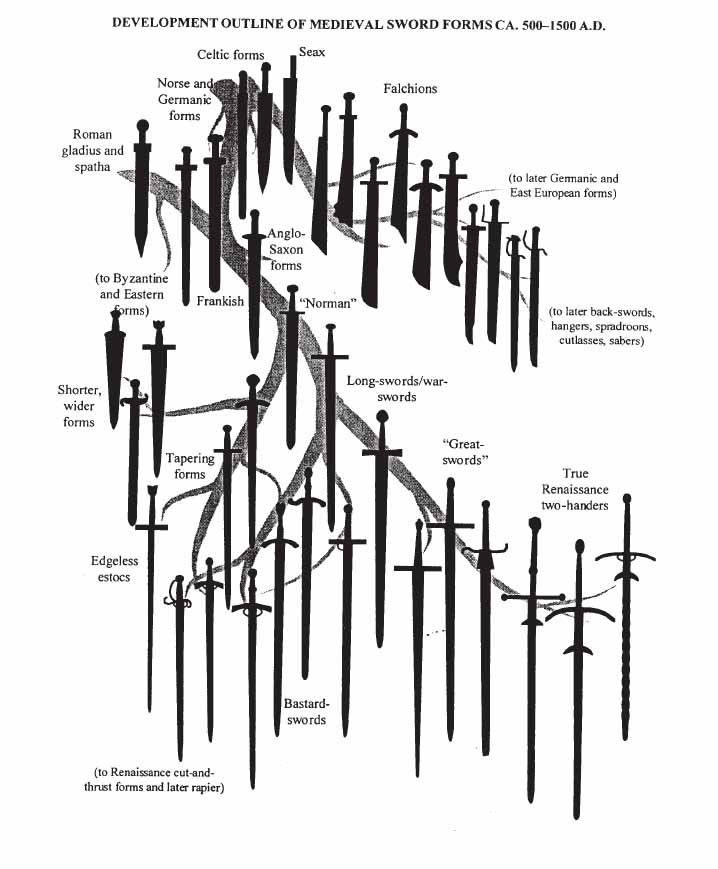 DEVELOPMENT OUTLINE OF MEDIEVAL SWORD FORMS CA. 500–1500 A.D.
Celtic forms
Seax
Norse and
Germanic
forms
Falchions
Roman
gladius and
spatha
(to later Germanic and
East European forms)
Anglo-
Saxon
forms
(to Byzantine
and Eastern
forms)
Frankish
"Norman"
(to later back-swords,
hangers, spradroons,
cutlasses, sabers)
Shorter,
wider
forms
Long-swords/war-
swords
Tapering
forms
"Great-
swords"
True
Renaissance
two-handers
Edgeless
estocs
Bastard-
swords
(to Renaissance cut-and-
thrust forms and later rapier)